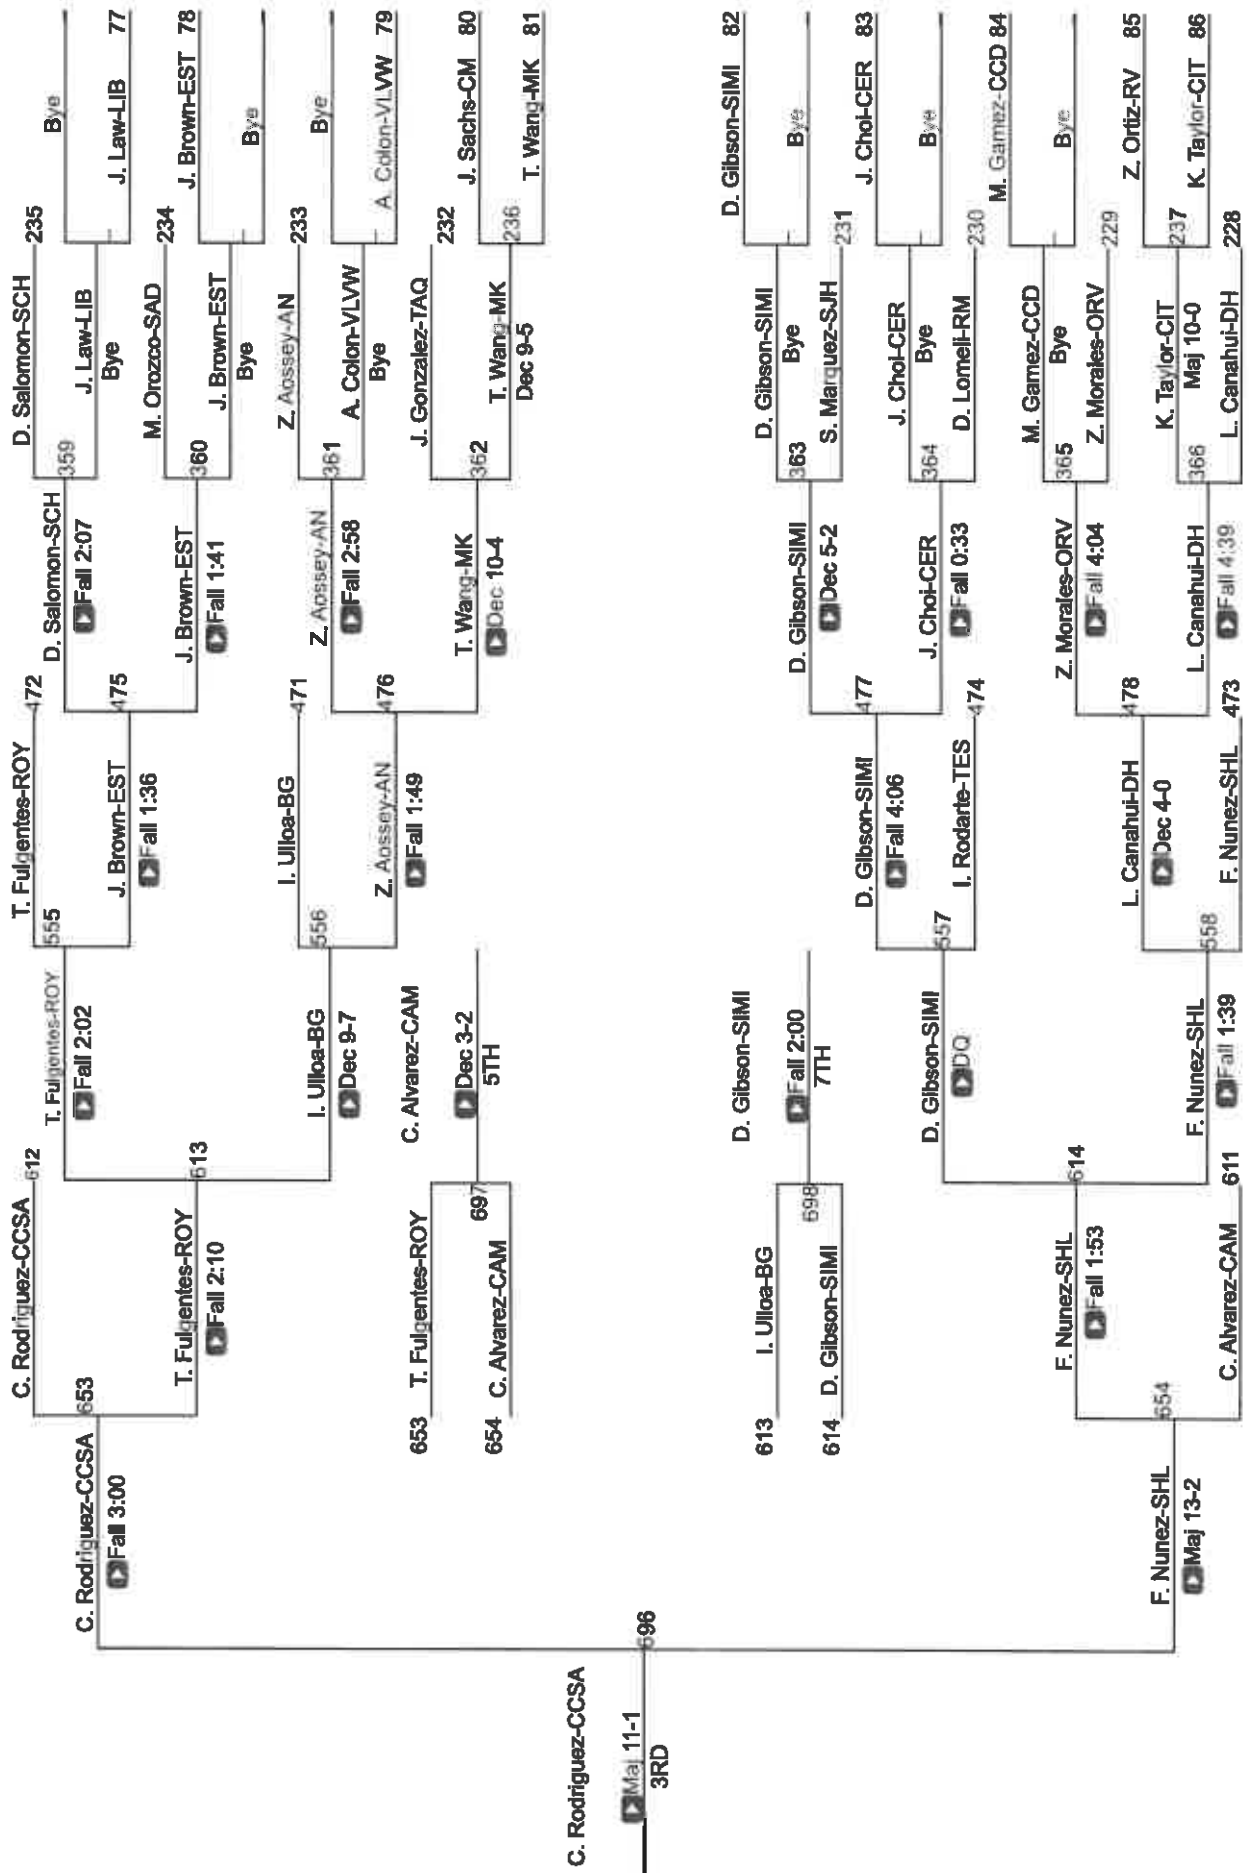 Bye
J. Law-LIB 77
J. Brown-EST 78
Bye
Bye
A. Colon-VLVW 79
J. Sachs-CM 80
T. Wang-MK 81
D. Gibson-SIMI 82
Bye
J. Choi-CER 83
Bye
M. Gamez-CCD 84
Bye
Z. Ortiz-RV 85
K. Taylor-CIT 86
D. Salomon-SCH 235
J. Law-LIB
Bye
M. Orozco-SAD 234
J. Brown-EST
Bye
Z. Aossey-AN 233
A. Colon-VLVW
Bye
J. Gonzalez-TAQ 232
236
T. Wang-MK
Dec 9-5
D. Gibson-SIMI
Bye
S. Marquez-SJH 231
J. Choi-CER
Bye
D. Lomeli-RM 230
M. Gamez-CCD
Bye
Z. Morales-ORV 229
237
K. Taylor-CIT
Maj 10-0
L. Canahui-DH 228
359
D. Salomon-SCH
Fall 2:07
360
J. Brown-EST
Fall 1:41
361
Z. Aossey-AN
Fall 2:58
362
T. Wang-MK
Dec 10-4
363
D. Gibson-SIMI
Dec 5-2
364
J. Choi-CER
Fall 0:33
365
Z. Morales-ORV
Fall 4:04
366
L. Canahui-DH
Fall 4:39
T. Fulgentes-ROY 472
475
J. Brown-EST
Fall 1:36
I. Ulloa-BG 471
476
Z. Aossey-AN
Fall 1:49
477
D. Gibson-SIMI
Fall 4:06
I. Rodarte-TES 474
478
L. Canahui-DH
Dec 4-0
F. Nunez-SHL 473
555
T. Fulgentes-ROY
Fall 2:02
556
I. Ulloa-BG
Dec 9-7
C. Alvarez-CAM
Dec 3-2
5TH
D. Gibson-SIMI
Fall 2:00
7TH
557
D. Gibson-SIMI
DQ
558
F. Nunez-SHL
Fall 1:39
C. Rodriguez-CCSA 612
613
T. Fulgentes-ROY
Fall 2:10
653 T. Fulgentes-ROY
697
654 C. Alvarez-CAM
613 I. Ulloa-BG
698
614 D. Gibson-SIMI
614
F. Nunez-SHL
Fall 1:53
C. Alvarez-CAM 611
653
C. Rodriguez-CCSA
Fall 3:00
654
F. Nunez-SHL
Maj 13-2
696
C. Rodriguez-CCSA
Maj 11-1
3RD